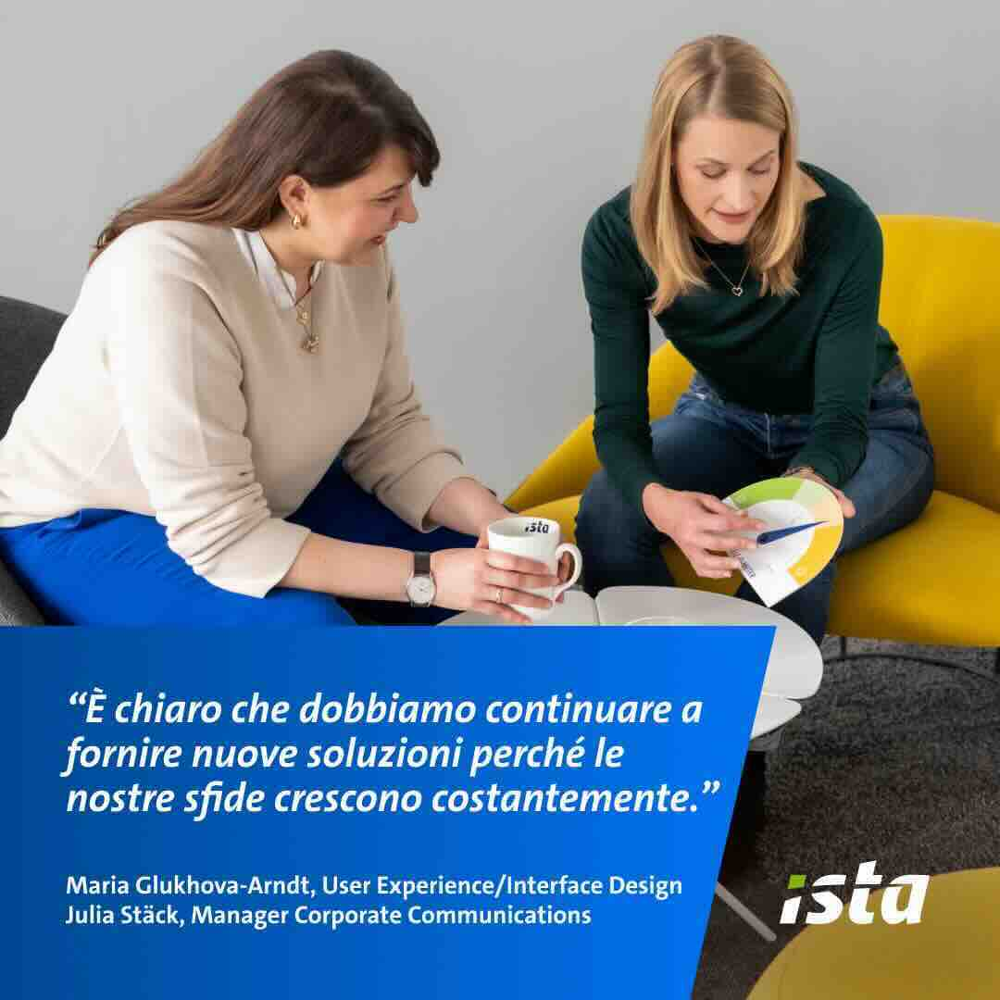 ista
“È chiaro che dobbiamo continuare a
fornire nuove soluzioni perché le
nostre sfide crescono costantemente.”
Maria Glukhova-Arndt, User Experience/Interface Design
Julia Stäck, Manager Corporate Communications
ista